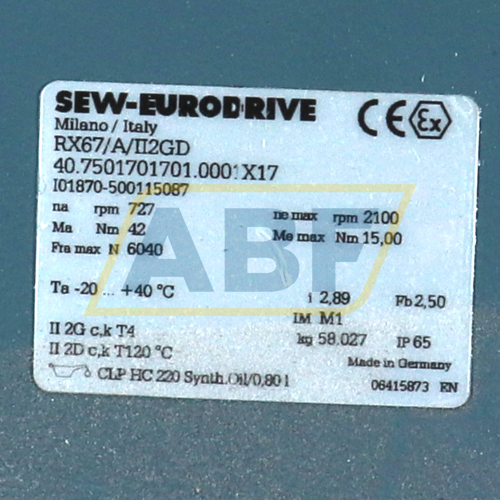 SEW-EURODRIVE
Milano / Italy
RX67/A/II2GD
40.7501701701.0001X17
I01870-500115087
na rpm 727 ne max rpm 2100
Ma Nm 42 Me max Nm 15,00
Fra max N 6040
Ta -20 ... +40 °C i 2,89 Fb 2,50
IM M1
II 2G c,k T4 kg 58.027 IP 65
II 2D c,k T120 °C Made in Germany
CLP HC 220 Synth.Oil/0,80 l 06415873 EN
CE Ex
ABF